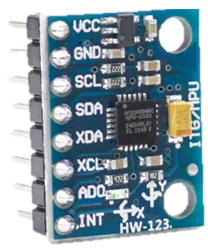 VCC
GND
SCL
SDA
XDA
XCL
ADO
INT
ITG/MPU
HW-123
X
Y